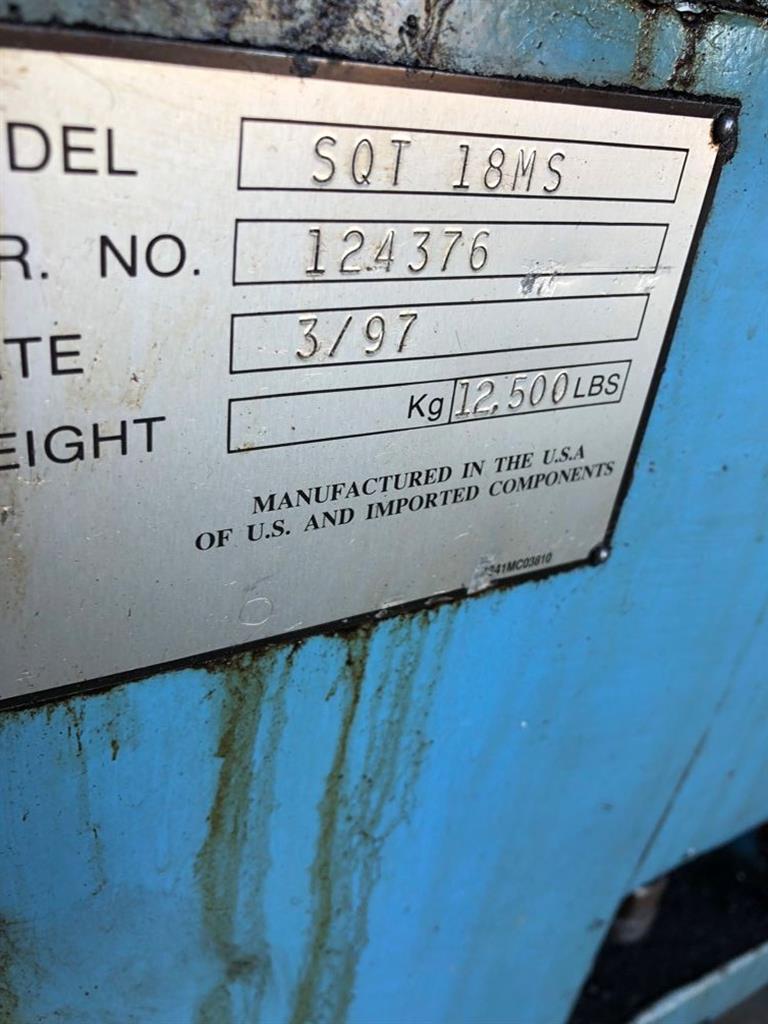 DEL SQT 18MS
R. NO. 124376
TE 3/97
EIGHT Kg 12,500 LBS
MANUFACTURED IN THE U.S.A
OF U.S. AND IMPORTED COMPONENTS
41MC03810